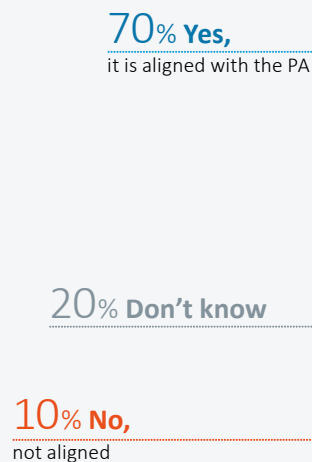 70% Yes,
it is aligned with the PA
20% Don’t know
10% No,
not aligned